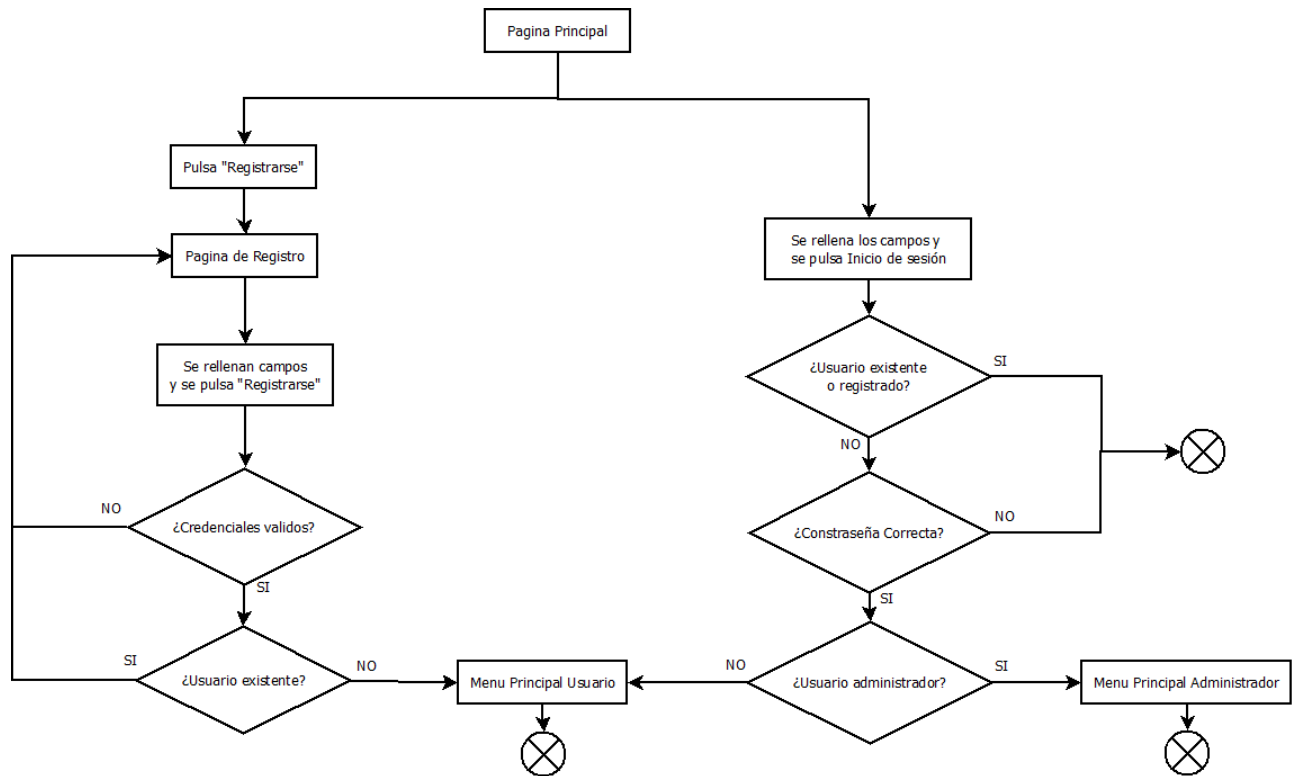 Pagina Principal
Pulsa "Registrarse"
Pagina de Registro
Se rellenan campos
y se pulsa "Registrarse"
NO
¿Credenciales validos?
SI
SI
¿Usuario existente?
NO
Menu Principal Usuario
Se rellena los campos y
se pulsa Inicio de sesión
¿Usuario existente
o registrado?
SI
NO
¿Constraseña Correcta?
NO
SI
NO
¿Usuario administrador?
SI
Menu Principal Administrador